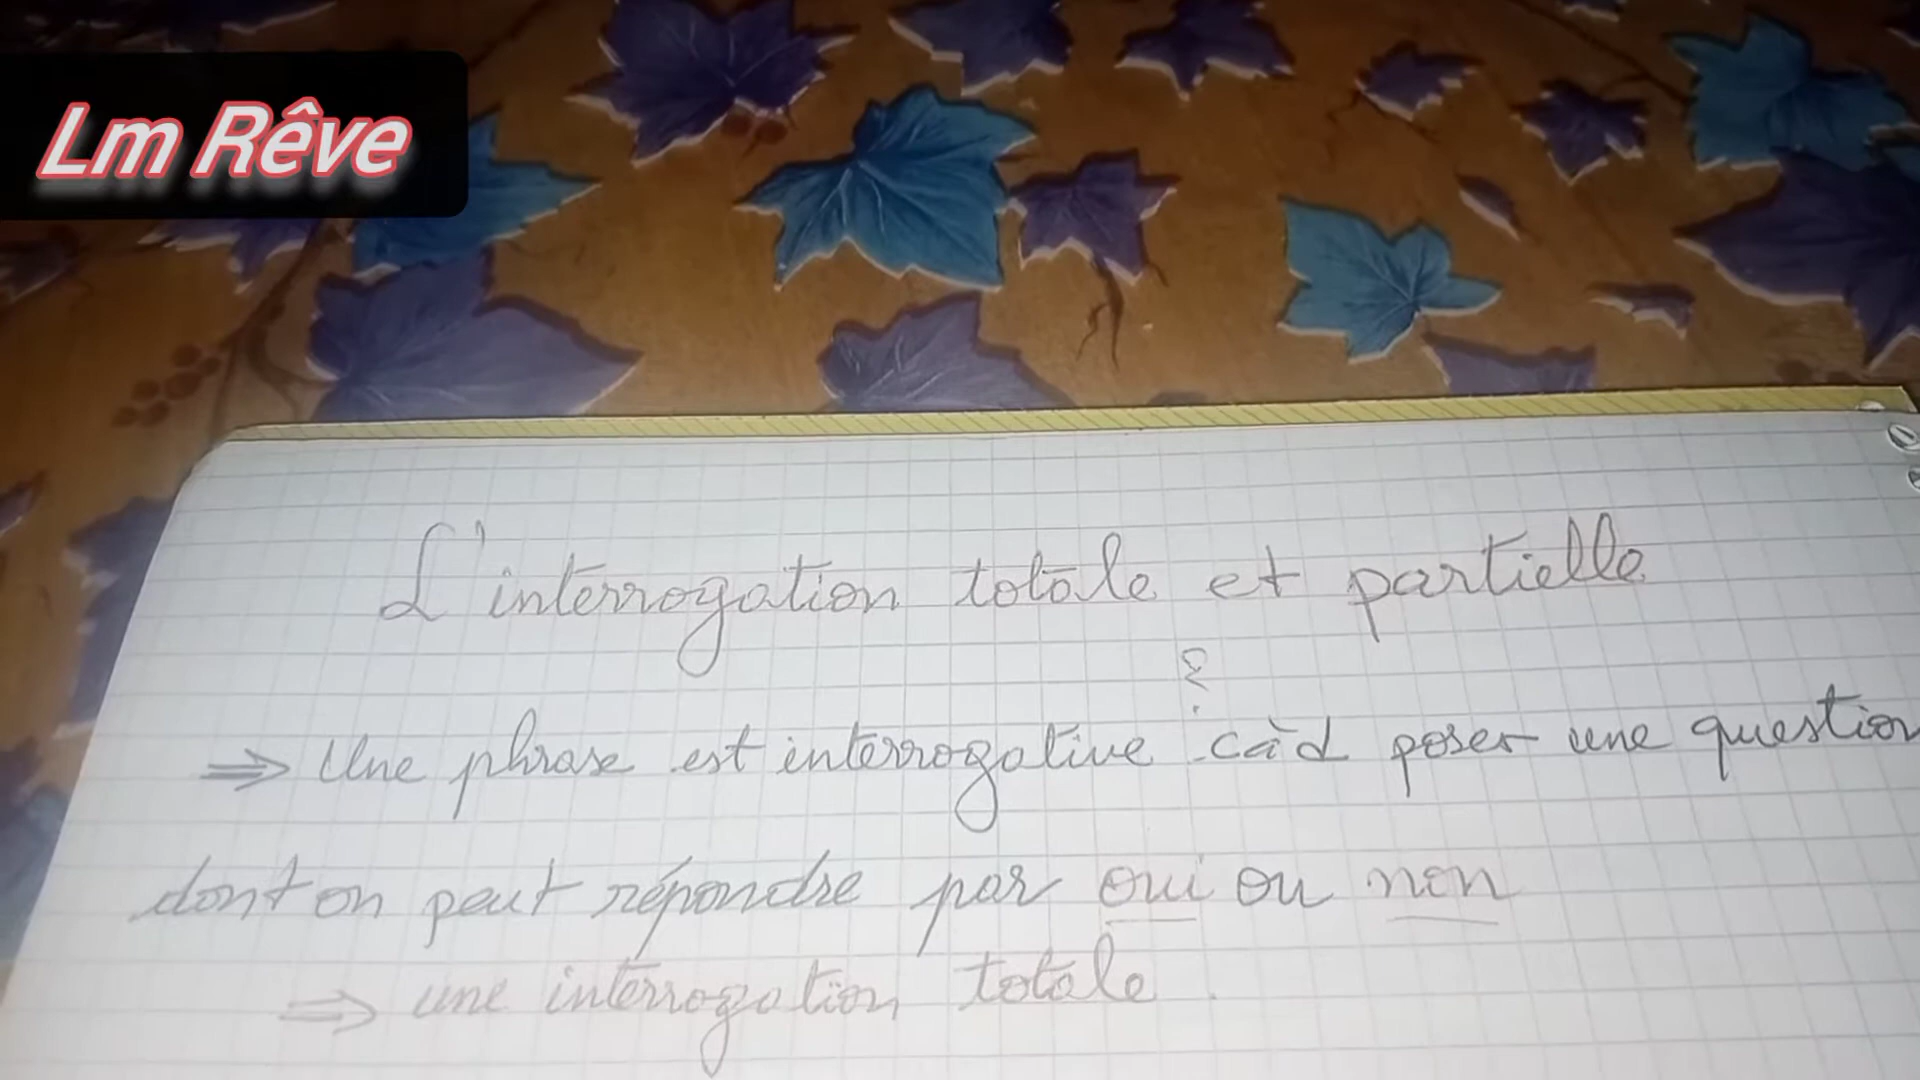 Lm Rêve
L'interrogation totale et partielle
?
⇒ Une phrase est interrogative càd poser une question
dont on peut répondre par oui ou non
⇒ une interrogation totale.